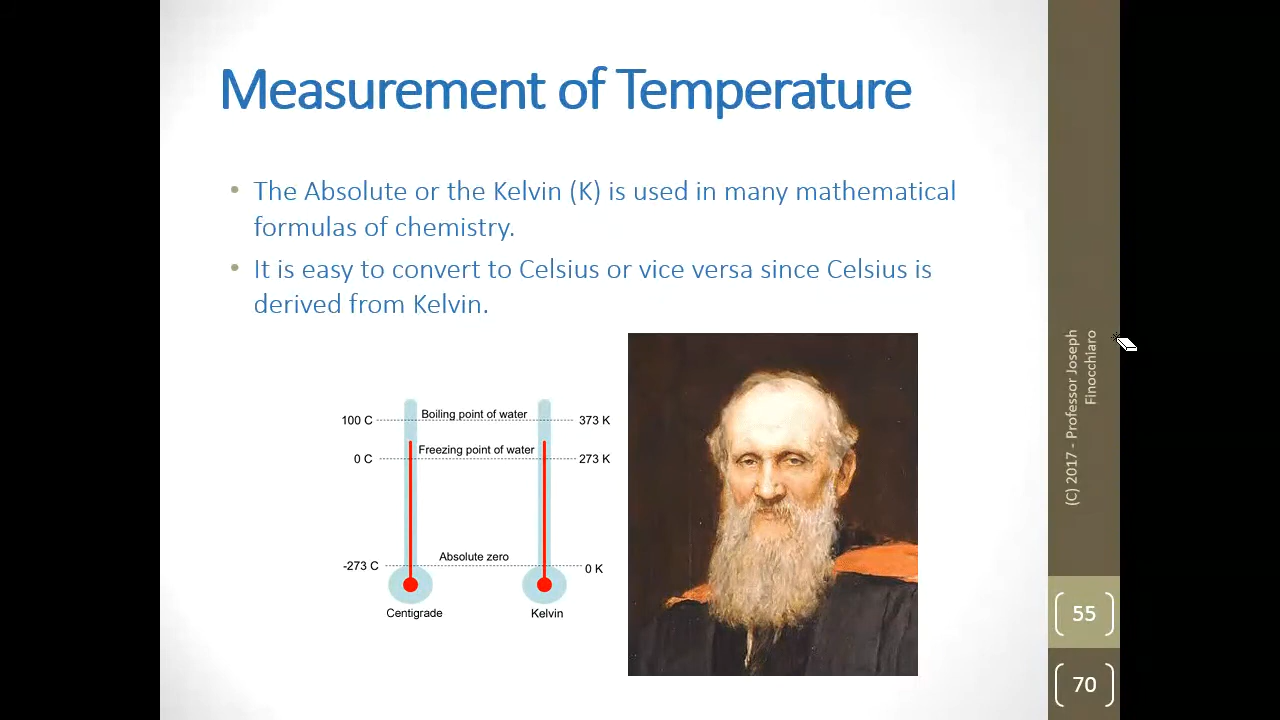 Measurement of Temperature
• The Absolute or the Kelvin (K) is used in many mathematical
formulas of chemistry.
• It is easy to convert to Celsius or vice versa since Celsius is
derived from Kelvin.
100 C
Boiling point of water
373 K
0 C
Freezing point of water
273 K
-273 C
Absolute zero
0 K
Centigrade
Kelvin
(C) 2017 - Professor Joseph
Finocchiaro
55
70